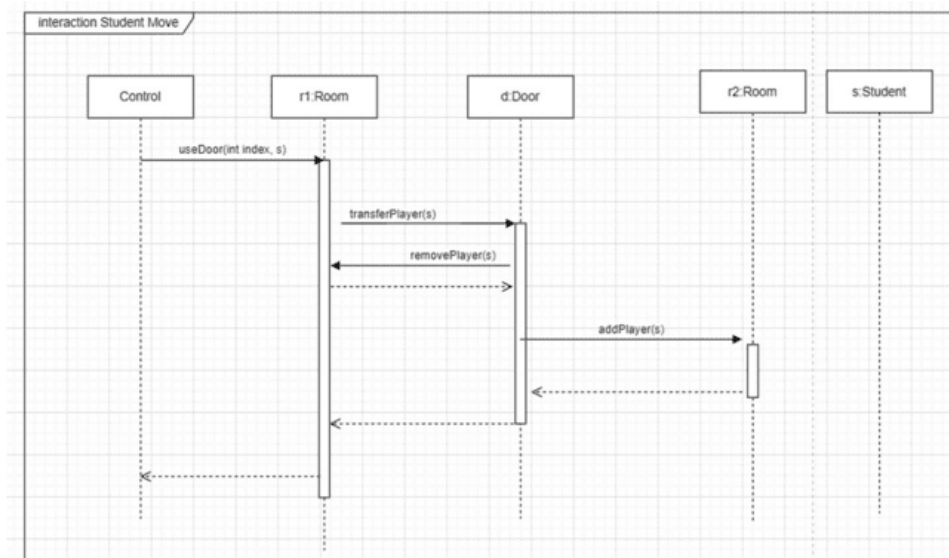 interaction Student Move
Control
r1:Room
d:Door
r2:Room
s:Student
useDoor(int index, s)
transferPlayer(s)
removePlayer(s)
addPlayer(s)